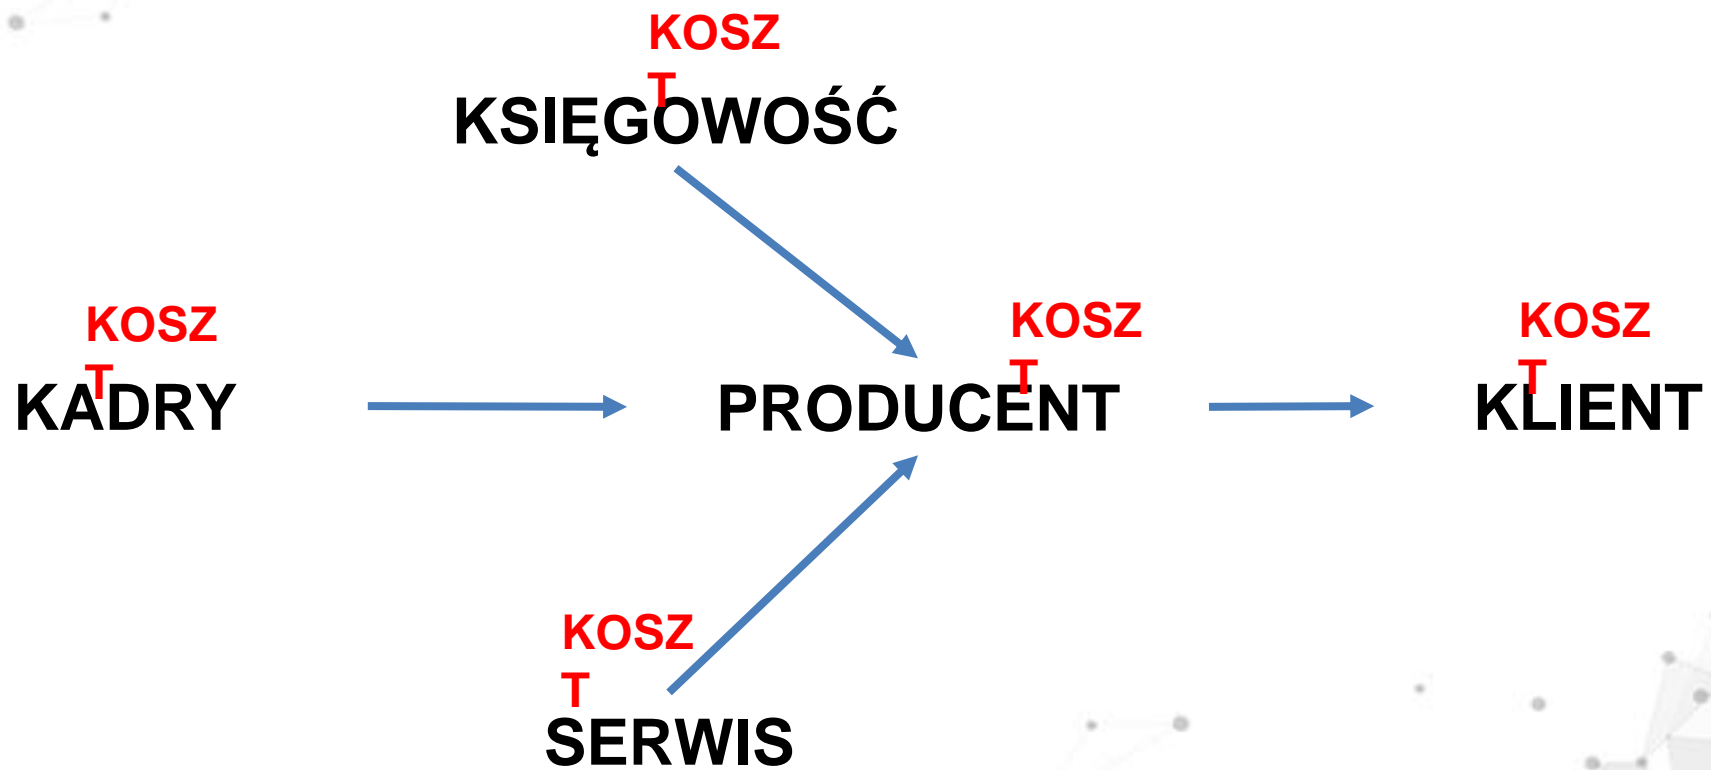 KOSZ
T
KSIĘGOWOŚĆ
KOSZ
T
KADRY
KOSZ
T
PRODUCENT
KOSZ
T
KLIENT
KOSZ
T
SERWIS